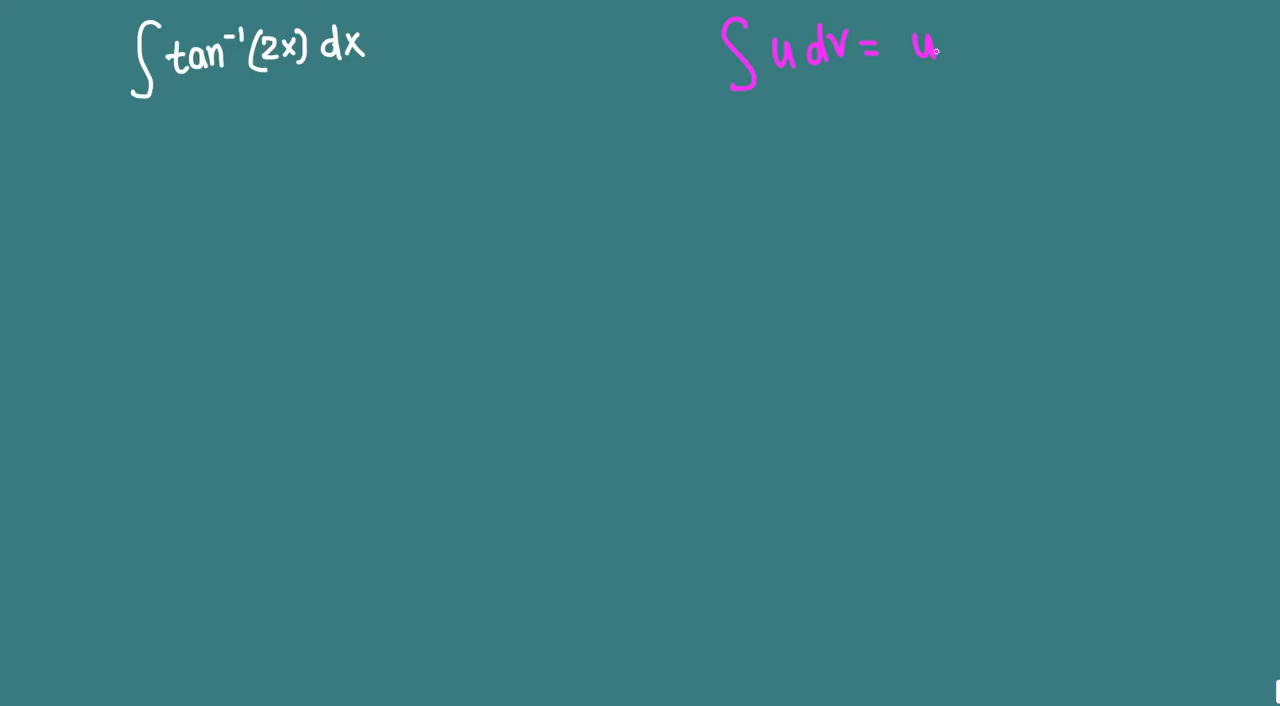 ∫ tan⁻¹(2x) dx
∫ u dv = u